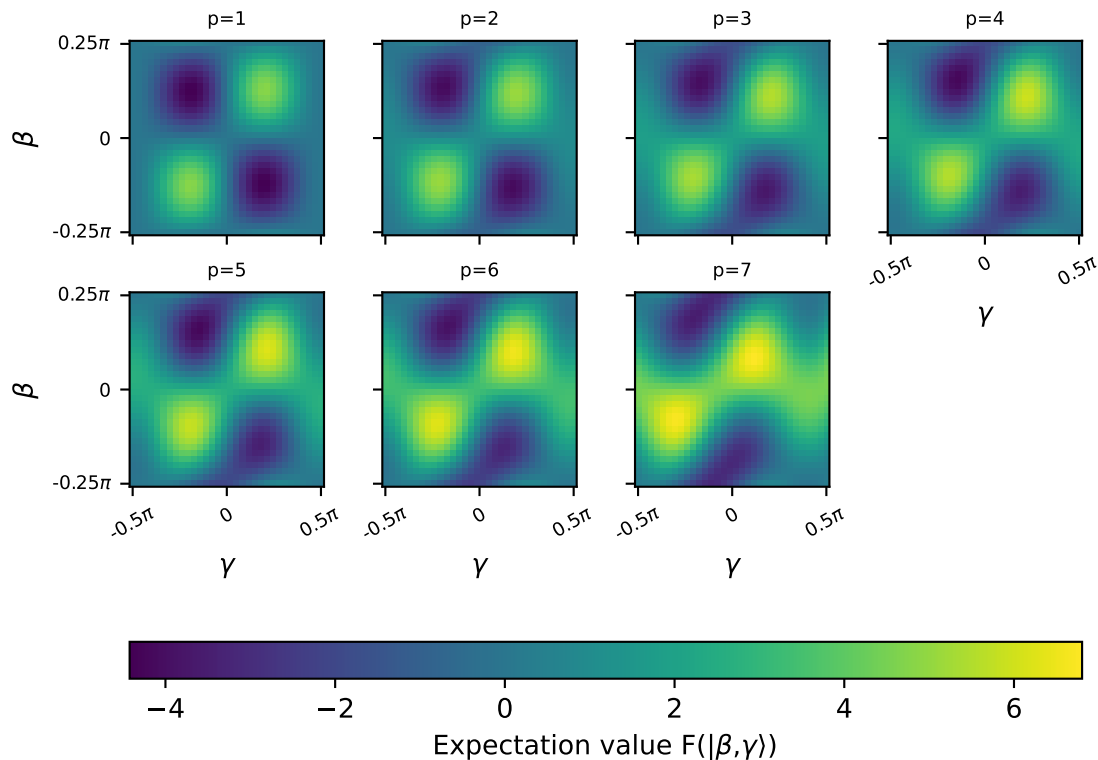 p=1
p=2
p=3
p=4
0.25π
β
0
-0.25π
-0.5π
0
0.5π
γ
p=5
p=6
p=7
0.25π
β
0
-0.25π
-0.5π
0
0.5π
-0.5π
0
0.5π
-0.5π
0
0.5π
γ
γ
γ
−4
−2
0
2
4
6
Expectation value F(|β,γ⟩)